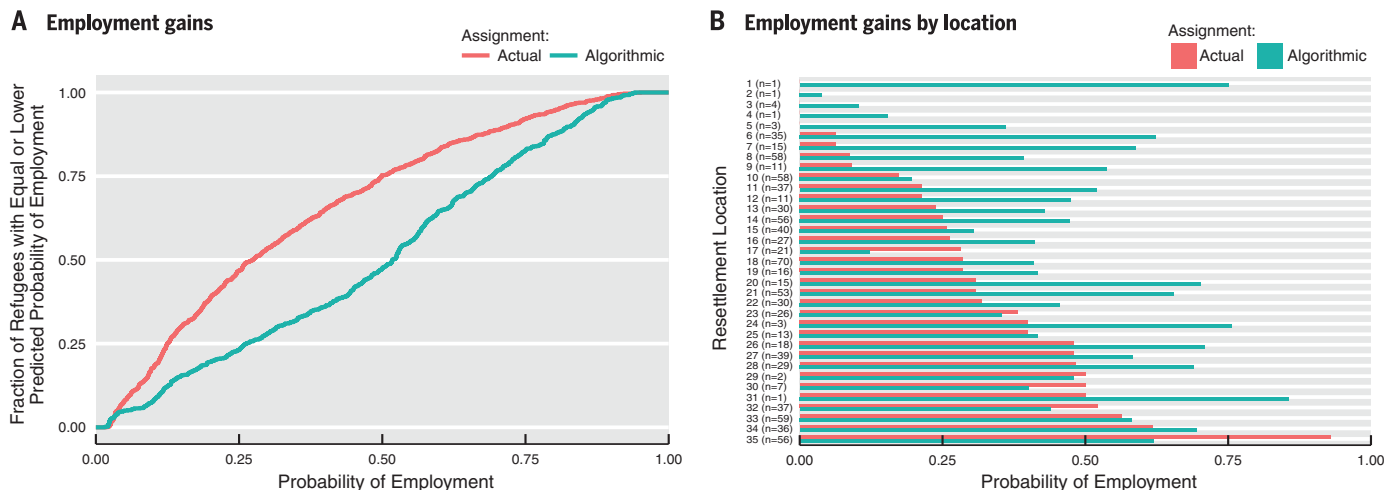 A Employment gains
Assignment:
Actual Algorithmic
Fraction of Refugees with Equal or Lower
Predicted Probability of Employment
1.00
0.75
0.50
0.25
0.00
0.00 0.25 0.50 0.75 1.00
Probability of Employment
B Employment gains by location
Assignment:
Actual Algorithmic
Resettlement Location
1 (n=1)
2 (n=1)
3 (n=4)
4 (n=1)
5 (n=3)
6 (n=35)
7 (n=15)
8 (n=58)
9 (n=11)
10 (n=58)
11 (n=37)
12 (n=11)
13 (n=30)
14 (n=56)
15 (n=40)
16 (n=27)
17 (n=21)
18 (n=70)
19 (n=16)
20 (n=15)
21 (n=53)
22 (n=30)
23 (n=26)
24 (n=3)
25 (n=13)
26 (n=18)
27 (n=39)
28 (n=29)
29 (n=2)
30 (n=7)
31 (n=1)
32 (n=37)
33 (n=59)
34 (n=36)
35 (n=56)
0.00 0.25 0.50 0.75 1.00
Probability of Employment